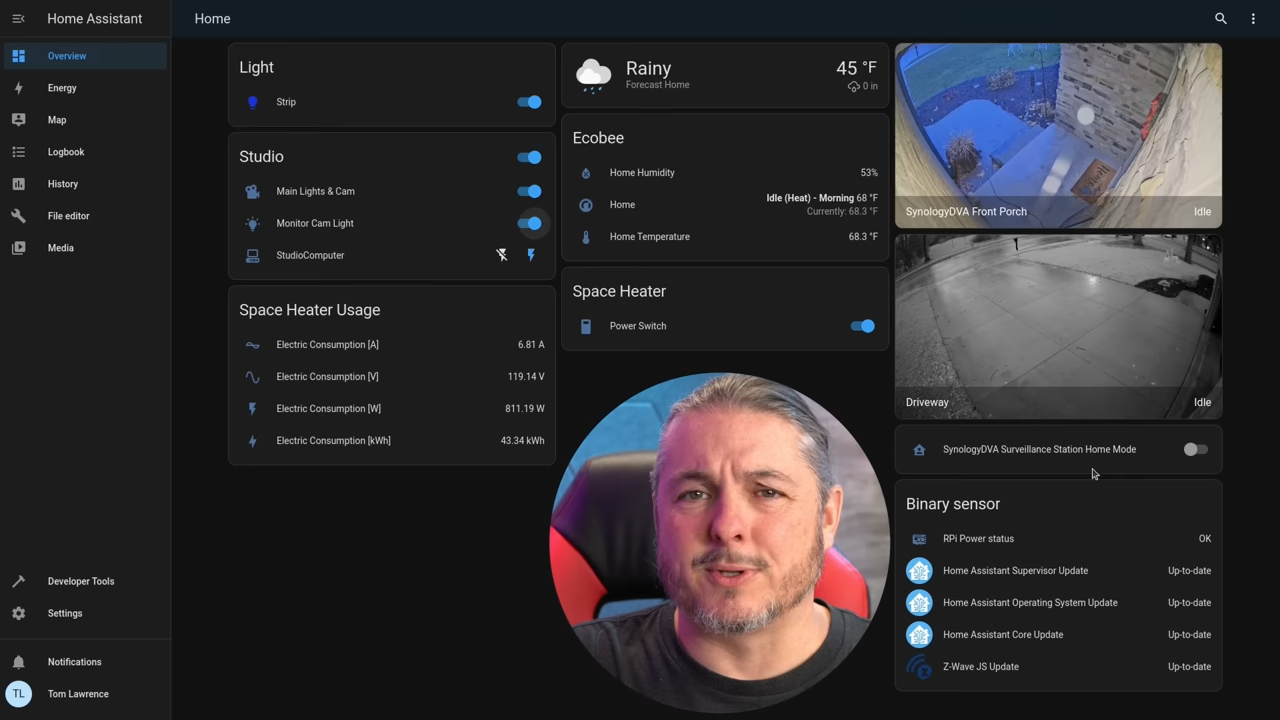 Home Assistant
Home
Overview
Energy
Map
Logbook
History
File editor
Media
Developer Tools
Settings
Notifications
TL
Tom Lawrence
Light
Strip
Studio
Main Lights & Cam
Monitor Cam Light
StudioComputer
Space Heater Usage
Electric Consumption [A] 6.81 A
Electric Consumption [V] 119.14 V
Electric Consumption [W] 811.19 W
Electric Consumption [kWh] 43.34 kWh
Rainy 45 °F
Forecast Home 0 in
Ecobee
Home Humidity 53%
Home Idle (Heat) - Morning 68 °F
Currently: 68.3 °F
Home Temperature 68.3 °F
Space Heater
Power Switch
SynologyDVA Front Porch Idle
Driveway Idle
SynologyDVA Surveillance Station Home Mode
Binary sensor
RPi Power status OK
Home Assistant Supervisor Update Up-to-date
Home Assistant Operating System Update Up-to-date
Home Assistant Core Update Up-to-date
Z-Wave JS Update Up-to-date